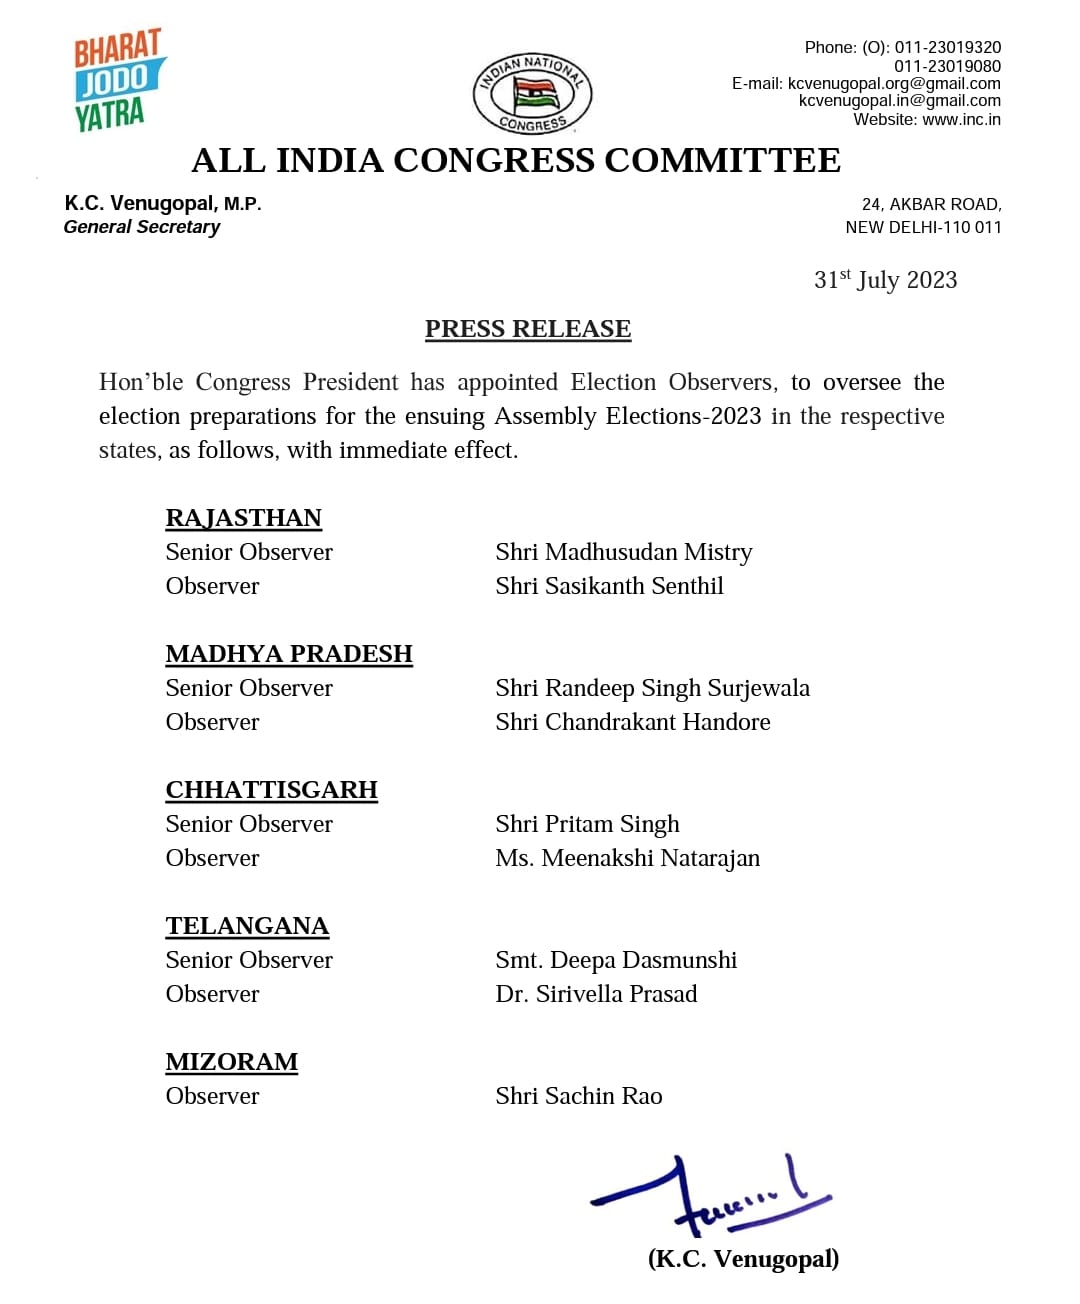 BHARAT
JODO
YATRA
INDIAN NATIONAL
CONGRESS
Phone: (O): 011-23019320
011-23019080
E-mail: kcvenugopal.org@gmail.com
kcvenugopal.in@gmail.com
Website: www.inc.in
ALL INDIA CONGRESS COMMITTEE
K.C. Venugopal, M.P.
General Secretary
24, AKBAR ROAD,
NEW DELHI-110 011
31st July 2023
PRESS RELEASE
Hon’ble Congress President has appointed Election Observers, to oversee the
election preparations for the ensuing Assembly Elections-2023 in the respective
states, as follows, with immediate effect.
RAJASTHAN
Senior Observer Shri Madhusudan Mistry
Observer Shri Sasikanth Senthil
MADHYA PRADESH
Senior Observer Shri Randeep Singh Surjewala
Observer Shri Chandrakant Handore
CHHATTISGARH
Senior Observer Shri Pritam Singh
Observer Ms. Meenakshi Natarajan
TELANGANA
Senior Observer Smt. Deepa Dasmunshi
Observer Dr. Sirivella Prasad
MIZORAM
Observer Shri Sachin Rao
(K.C. Venugopal)